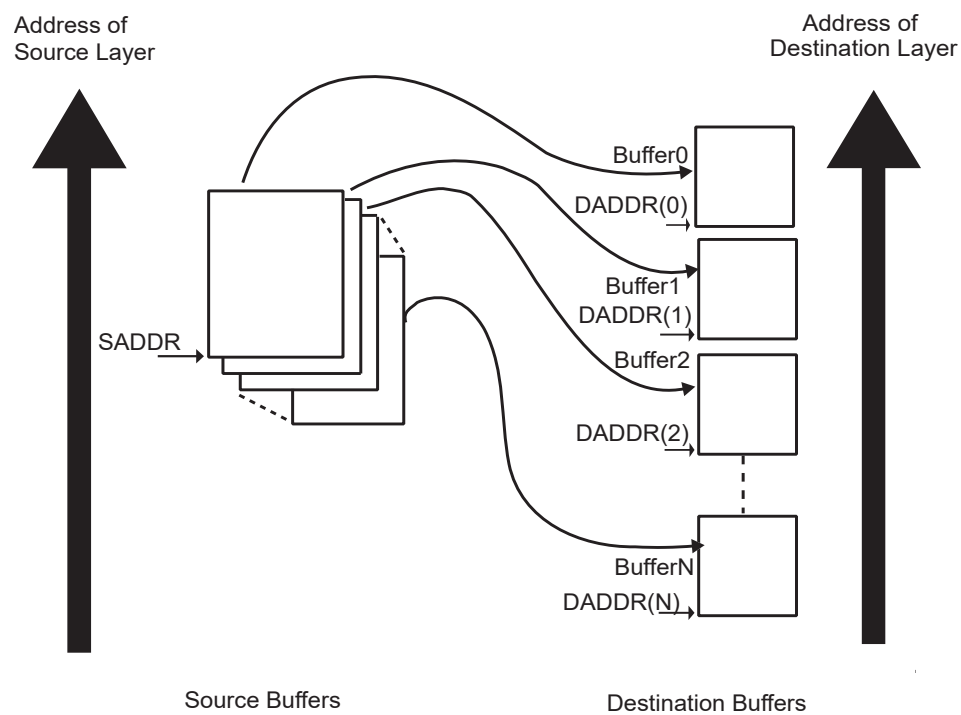 Address of
Source Layer
Address of
Destination Layer
Buffer0
DADDR(0)
Buffer1
DADDR(1)
SADDR
Buffer2
DADDR(2)
BufferN
DADDR(N)
Source Buffers
Destination Buffers